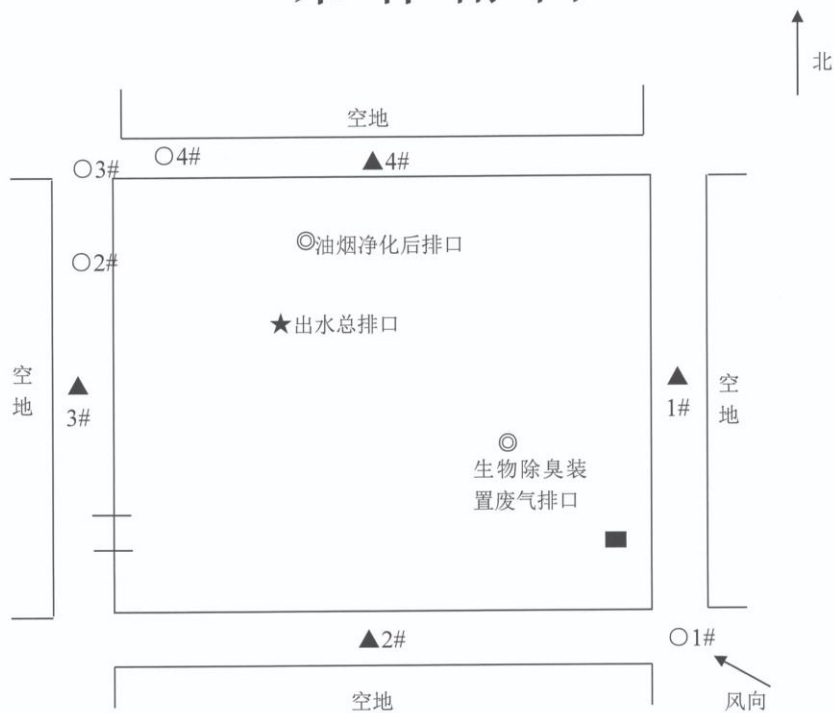 北
空地
○3#
○4#
▲4#
◎油烟净化后排口
○2#
★出水总排口
空
地
▲
3#
▲
1#
空
地
◎
生物除臭装
置废气排口
▲2#
○1#
空地
风向